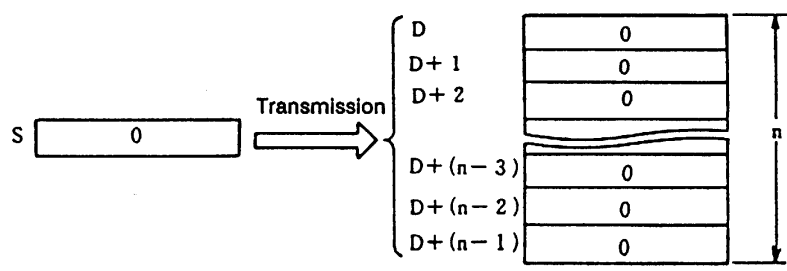 D 0
D+1 0
D+2 0
Transmission
S 0
n
D+(n-3) 0
D+(n-2) 0
D+(n-1) 0